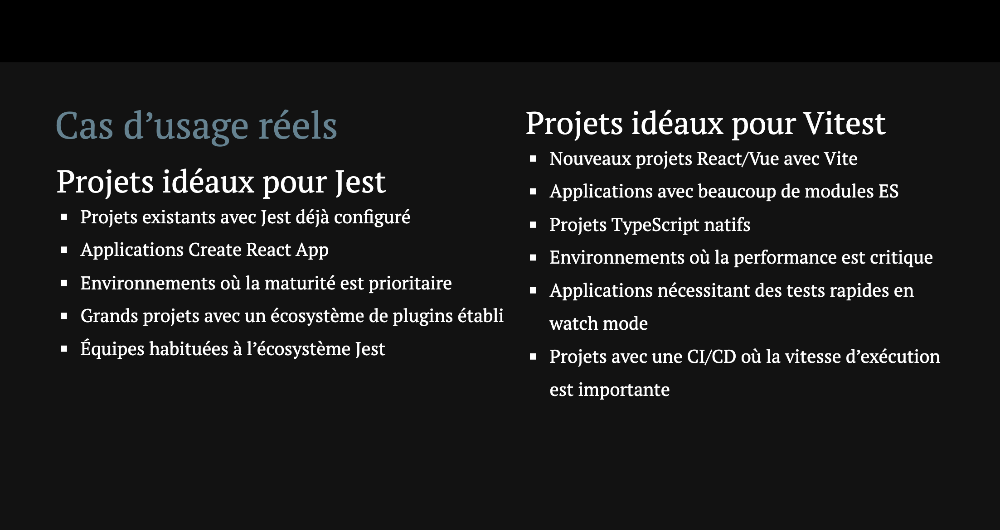 Cas d’usage réels
Projets idéaux pour Jest
▪ Projets existants avec Jest déjà configuré
▪ Applications Create React App
▪ Environnements où la maturité est prioritaire
▪ Grands projets avec un écosystème de plugins établi
▪ Équipes habituées à l’écosystème Jest
Projets idéaux pour Vitest
▪ Nouveaux projets React/Vue avec Vite
▪ Applications avec beaucoup de modules ES
▪ Projets TypeScript natifs
▪ Environnements où la performance est critique
▪ Applications nécessitant des tests rapides en
watch mode
▪ Projets avec une CI/CD où la vitesse d’exécution
est importante